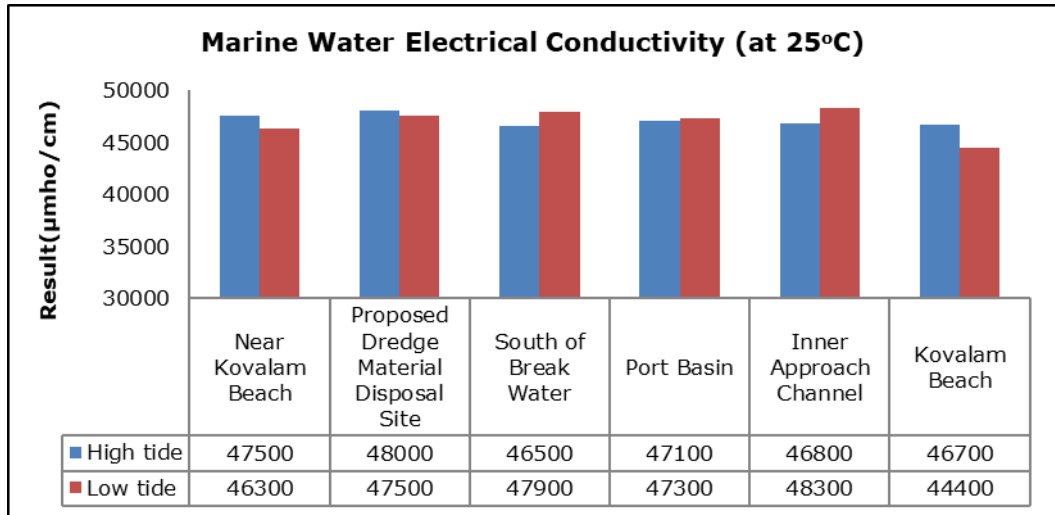 Marine Water Electrical Conductivity (at 25°C)
Result(µmho/cm)
50000
45000
40000
35000
30000
Near
Kovalam
Beach
Proposed
Dredge
Material
Disposal
Site
South of
Break
Water
Port Basin
Inner
Approach
Channel
Kovalam
Beach
High tide 47500 48000 46500 47100 46800 46700
Low tide 46300 47500 47900 47300 48300 44400